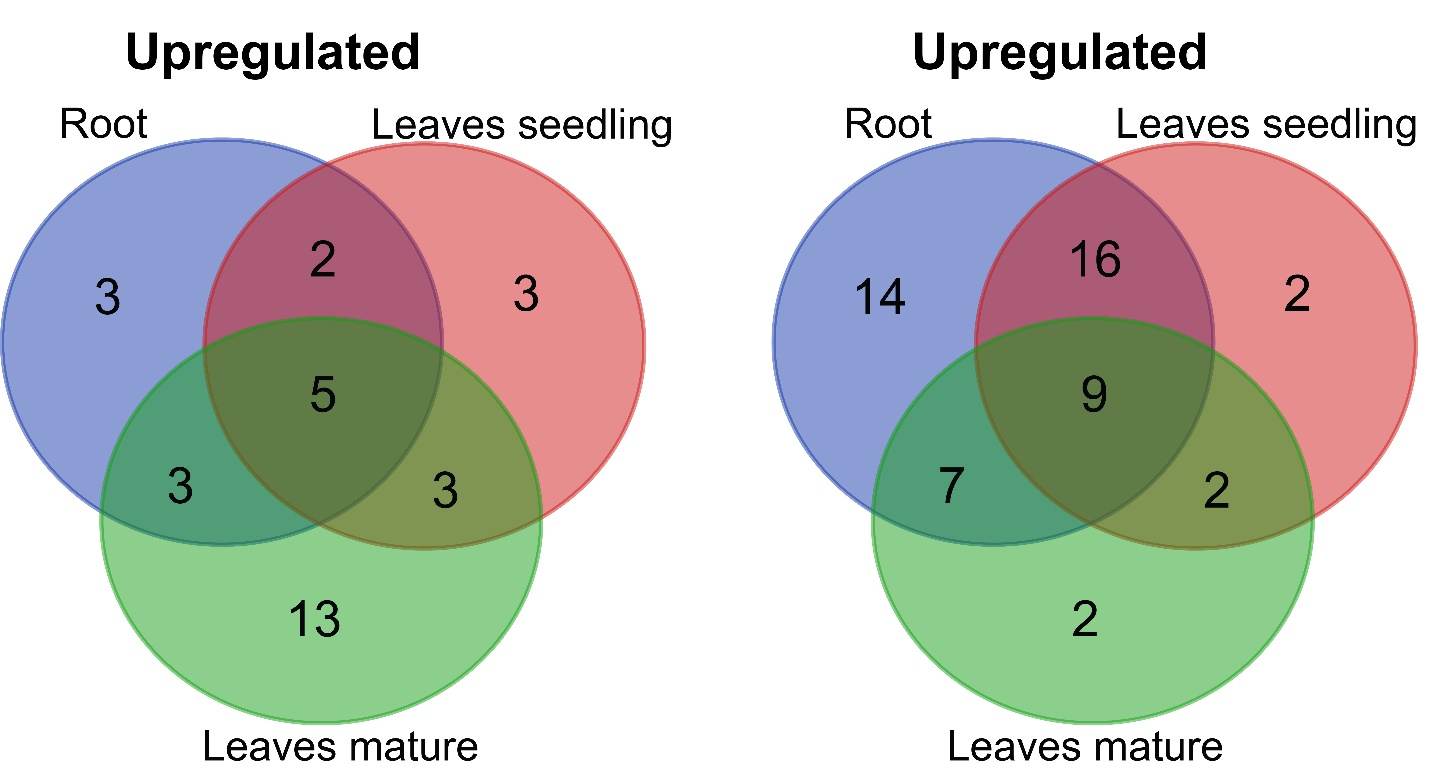 Upregulated
Root
Leaves seedling
2
3
3
5
3
3
13
Leaves mature
Upregulated
Root
Leaves seedling
16
14
2
9
7
2
2
Leaves mature